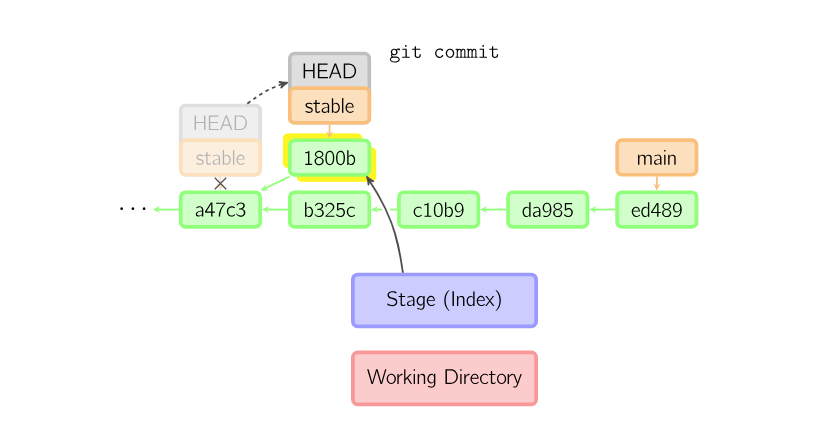 git commit
HEAD
stable
HEAD
stable
1800b
main
...
a47c3
b325c
c10b9
da985
ed489
Stage (Index)
Working Directory